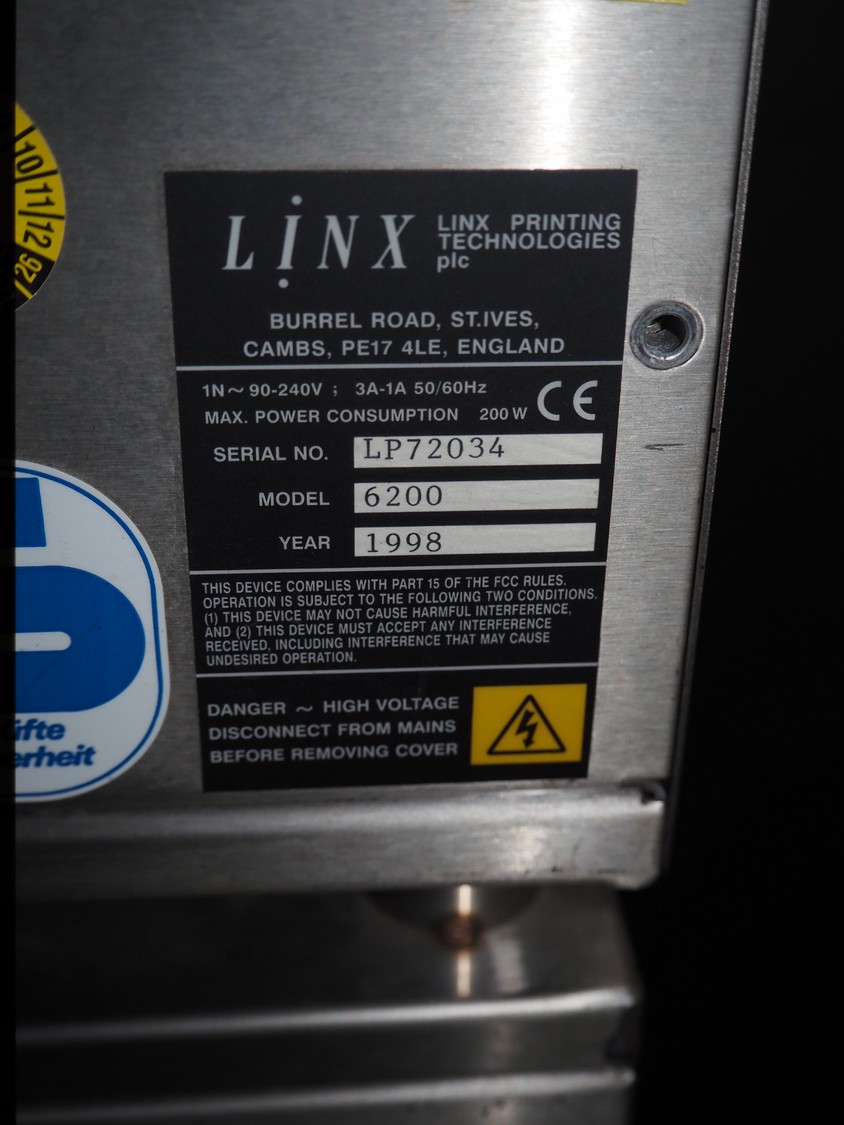 10 11 12
26
LINX
LINX PRINTING
TECHNOLOGIES
plc
BURREL ROAD, ST.IVES,
CAMBS, PE17 4LE, ENGLAND
1N ~ 90-240V ; 3A-1A 50/60Hz
MAX. POWER CONSUMPTION 200 W
CE
SERIAL NO. LP72034
MODEL 6200
YEAR 1998
THIS DEVICE COMPLIES WITH PART 15 OF THE FCC RULES.
OPERATION IS SUBJECT TO THE FOLLOWING TWO CONDITIONS.
(1) THIS DEVICE MAY NOT CAUSE HARMFUL INTERFERENCE,
AND (2) THIS DEVICE MUST ACCEPT ANY INTERFERENCE
RECEIVED, INCLUDING INTERFERENCE THAT MAY CAUSE
UNDESIRED OPERATION.
DANGER ~ HIGH VOLTAGE
DISCONNECT FROM MAINS
BEFORE REMOVING COVER
üfte
erheit